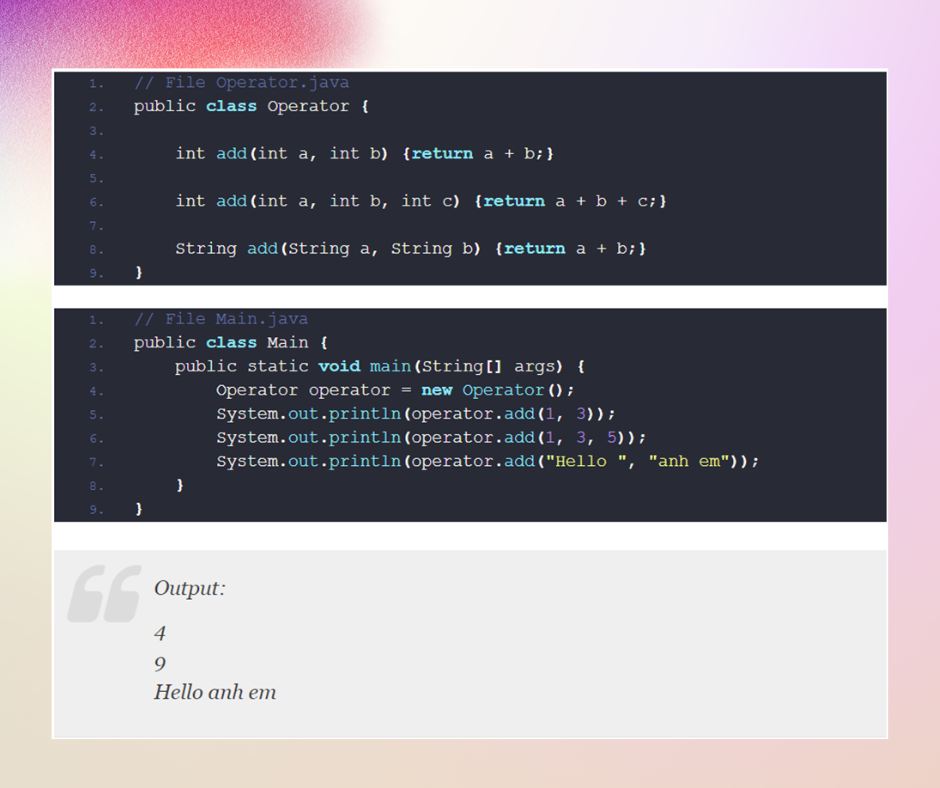 1. // File Operator.java
2. public class Operator {
3.
4. int add(int a, int b) {return a + b;}
5.
6. int add(int a, int b, int c) {return a + b + c;}
7.
8. String add(String a, String b) {return a + b;}
9. }
1. // File Main.java
2. public class Main {
3. public static void main(String[] args) {
4. Operator operator = new Operator();
5. System.out.println(operator.add(1, 3));
6. System.out.println(operator.add(1, 3, 5));
7. System.out.println(operator.add("Hello ", "anh em"));
8. }
9. }
Output:
4
9
Hello anh em